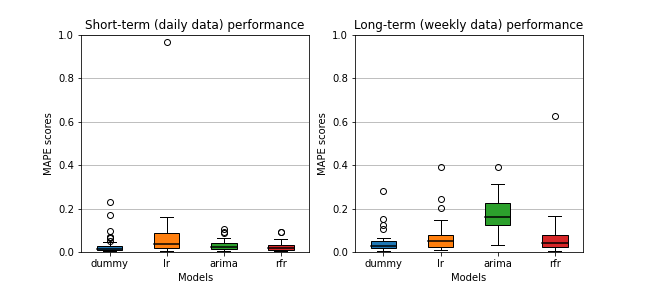 Short-term (daily data) performance
1.0
0.8
0.6
0.4
0.2
0.0
MAPE scores
dummy lr arima rfr
Models
Long-term (weekly data) performance
1.0
0.8
0.6
0.4
0.2
0.0
MAPE scores
dummy lr arima rfr
Models